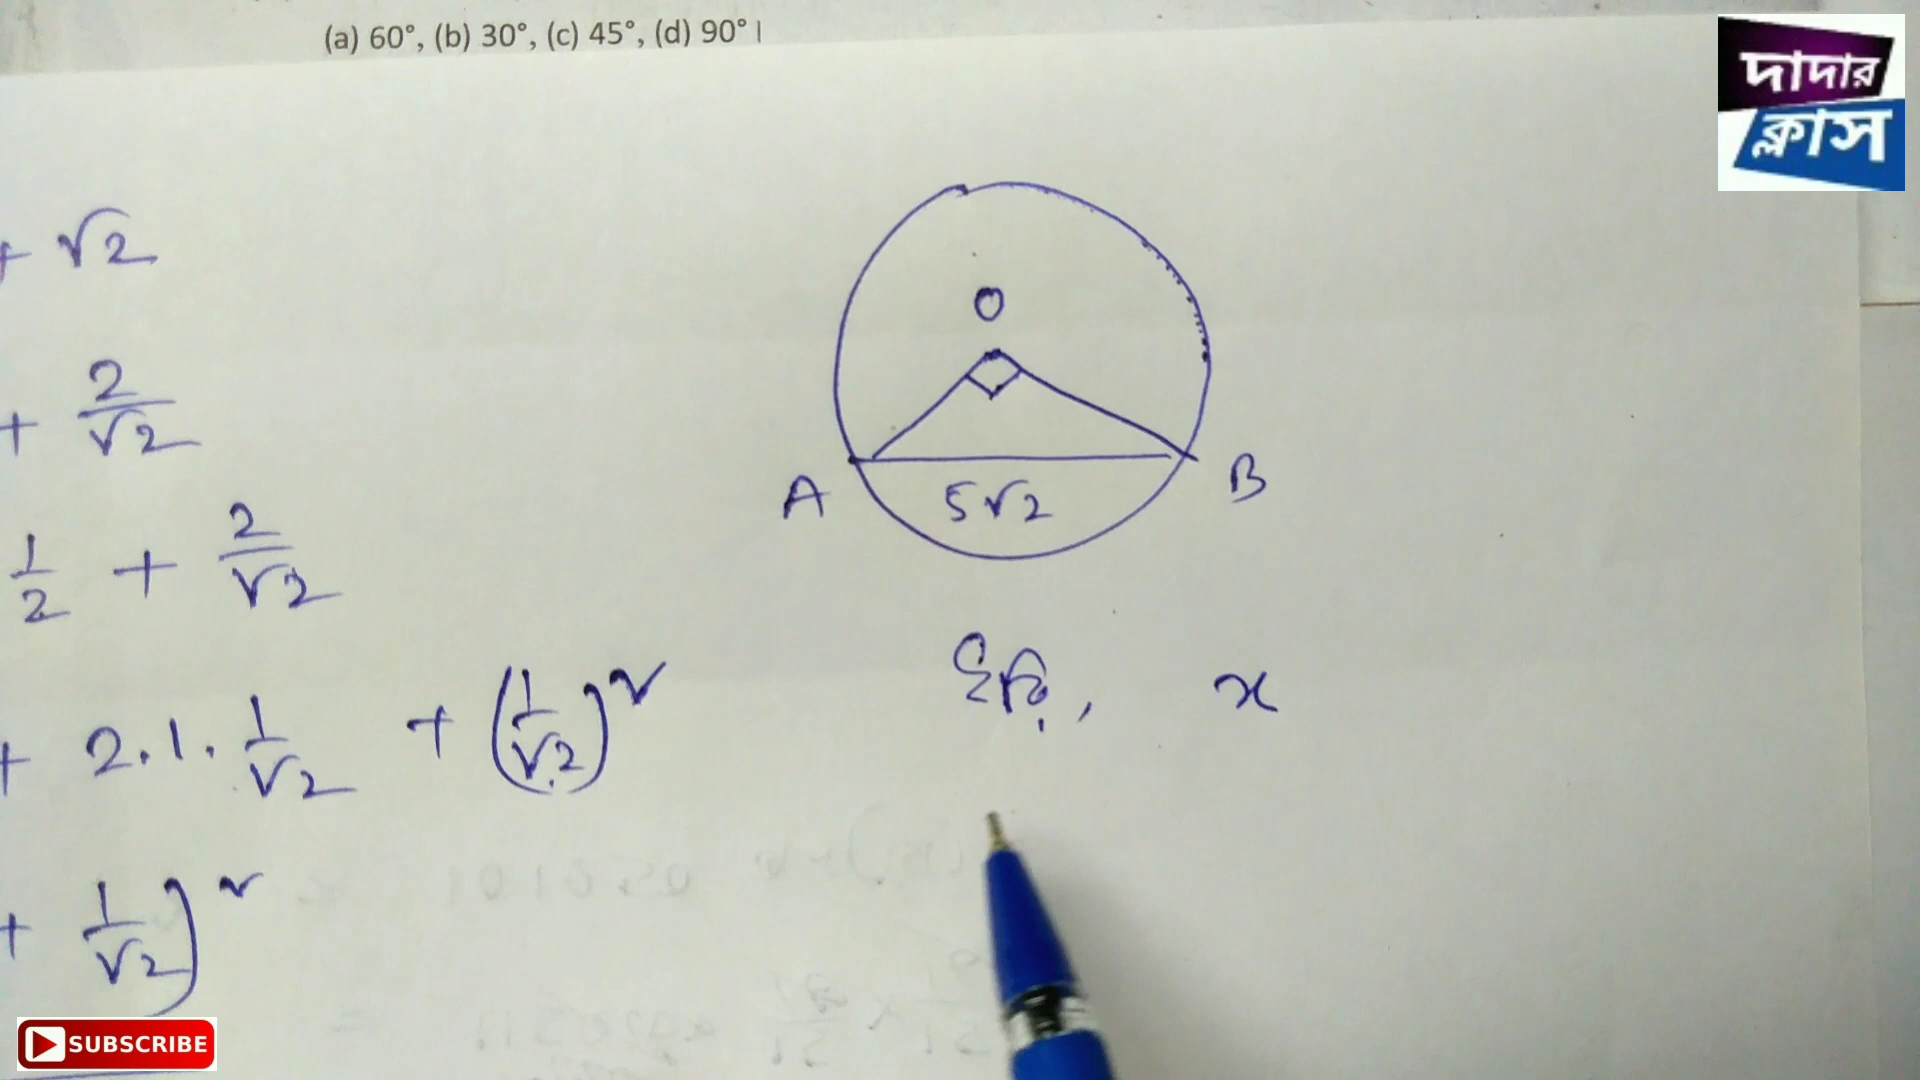 (a) 60°, (b) 30°, (c) 45°, (d) 90° |
দাদার
ক্লাস
+ √2
+ 2/√2
1/2 + 2/√2
+ 2.1. 1/√2 + (1/√2)²
+ 1/√2)²
O
A 5√2 B
x
SUBSCRIBE